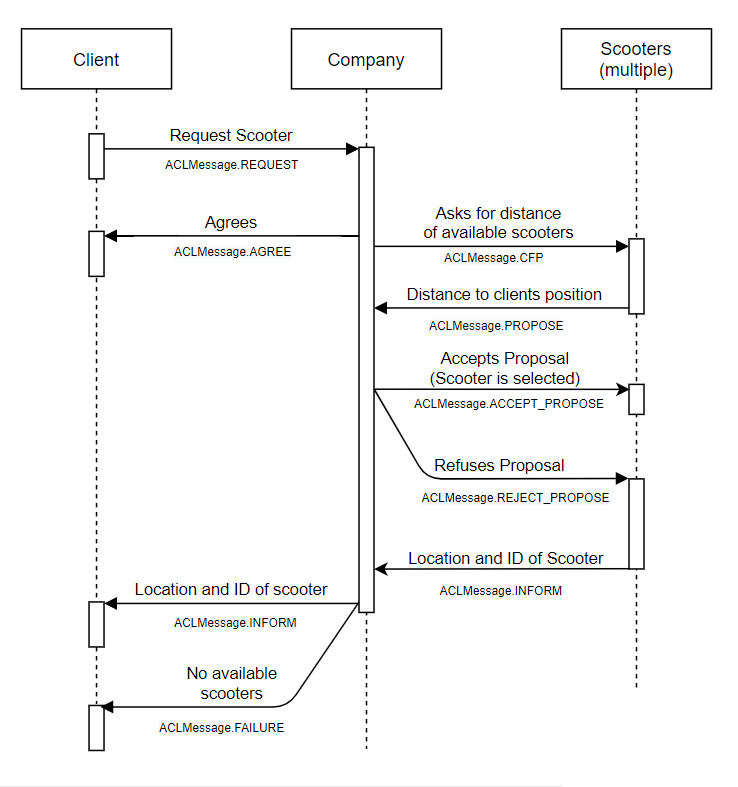 Client
Company
Scooters
(multiple)
Request Scooter
ACLMessage.REQUEST
Agrees
ACLMessage.AGREE
Asks for distance
of available scooters
ACLMessage.CFP
Distance to clients position
ACLMessage.PROPOSE
Accepts Proposal
(Scooter is selected)
ACLMessage.ACCEPT_PROPOSE
Refuses Proposal
ACLMessage.REJECT_PROPOSE
Location and ID of Scooter
ACLMessage.INFORM
Location and ID of scooter
ACLMessage.INFORM
No available
scooters
ACLMessage.FAILURE